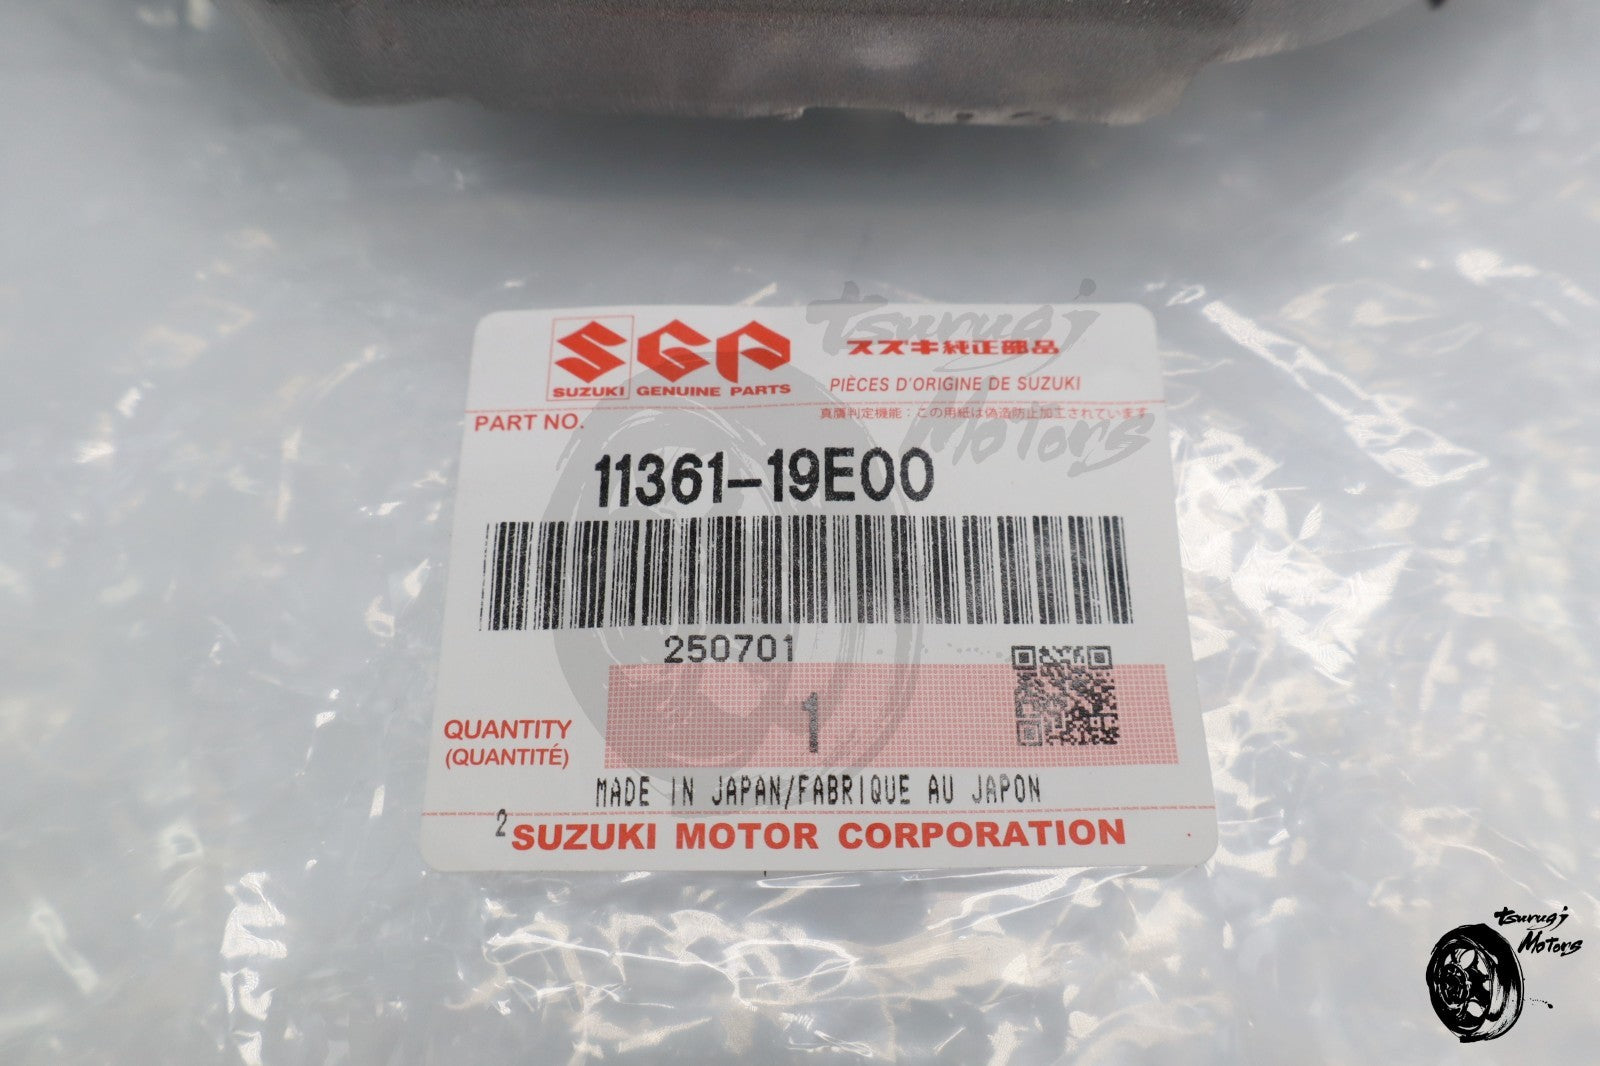 SGP
スズキ純正部品
SUZUKI GENUINE PARTS
PIÈCES D'ORIGINE DE SUZUKI
PART NO.
真贋判定機能：この用紙は偽造防止加工されています
11361-19E00
250701
QUANTITY
(QUANTITÉ)
1
MADE IN JAPAN/FABRIQUE AU JAPON
2
SUZUKI MOTOR CORPORATION
tsurugi
Motors
tsurugi
Motors